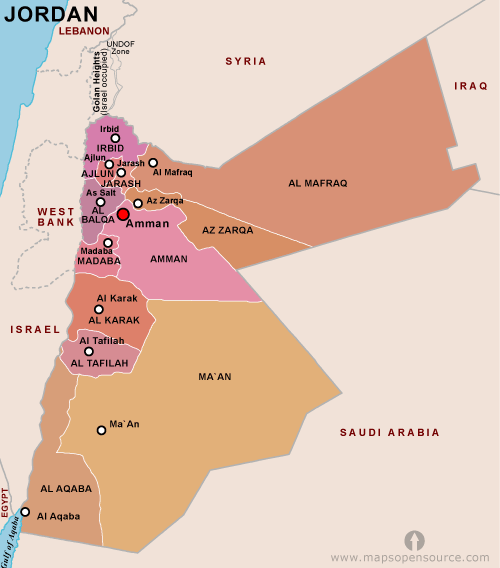 JORDAN
LEBANON
UNDOF
Zone
SYRIA
Golan Heights
(Israel occupied)
IRAQ
Irbid
IRBID
Ajlun
Jarash
AJLUN
JARASH
Al Mafraq
AL MAFRAQ
As Salt
Az Zarqa
WEST
BANK
AL
BALQA
Amman
AZ ZARQA
Madaba
MADABA
AMMAN
Al Karak
AL KARAK
ISRAEL
Al Tafilah
AL TAFILAH
MA`AN
Ma`An
SAUDI ARABIA
EGYPT
AL AQABA
Al Aqaba
Gulf of Aqaba
www.mapsopensource.com